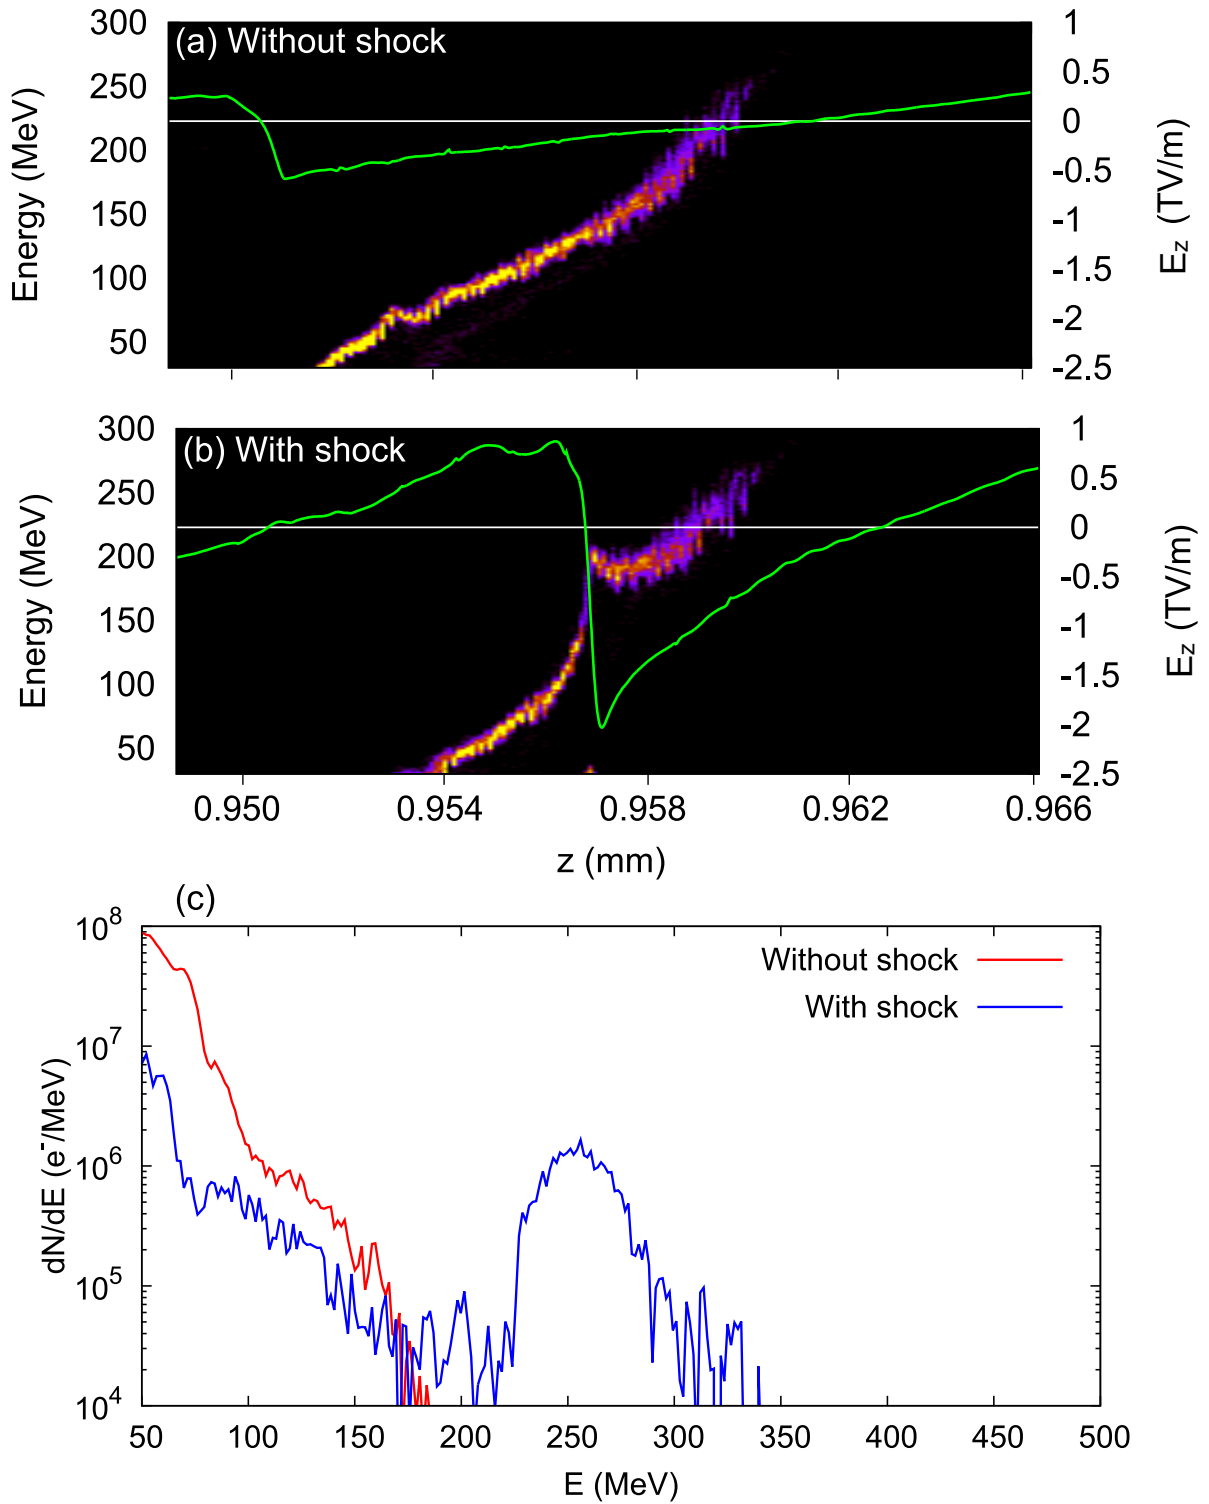 (a) Without shock
Energy (MeV)
300
250
200
150
100
50
1
0.5
0
-0.5
-1
-1.5
-2
-2.5
E_z (TV/m)
(b) With shock
Energy (MeV)
300
250
200
150
100
50
1
0.5
0
-0.5
-1
-1.5
-2
-2.5
E_z (TV/m)
0.950 0.954 0.958 0.962 0.966
z (mm)
(c)
dN/dE (e^-/MeV)
10^8
10^7
10^6
10^5
10^4
Without shock
With shock
50 100 150 200 250 300 350 400 450 500
E (MeV)